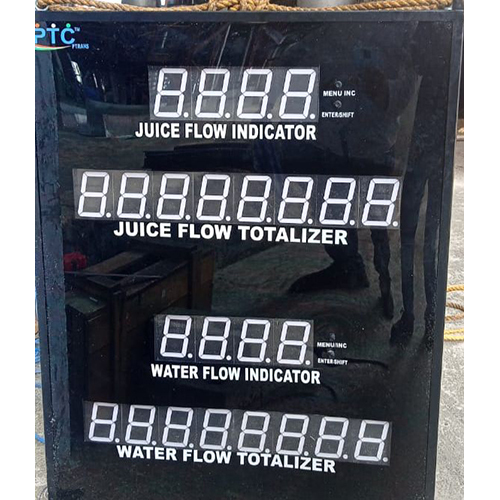 PTC™
PTRANS
8.8.8.8.
MENU INC
ENTER/SHIFT
JUICE FLOW INDICATOR
8.8.8.8.8.8.8.8.
JUICE FLOW TOTALIZER
8.8.8.8.
MENU/INC
ENTER/SHIFT
WATER FLOW INDICATOR
8.8.8.8.8.8.8.8.
WATER FLOW TOTALIZER